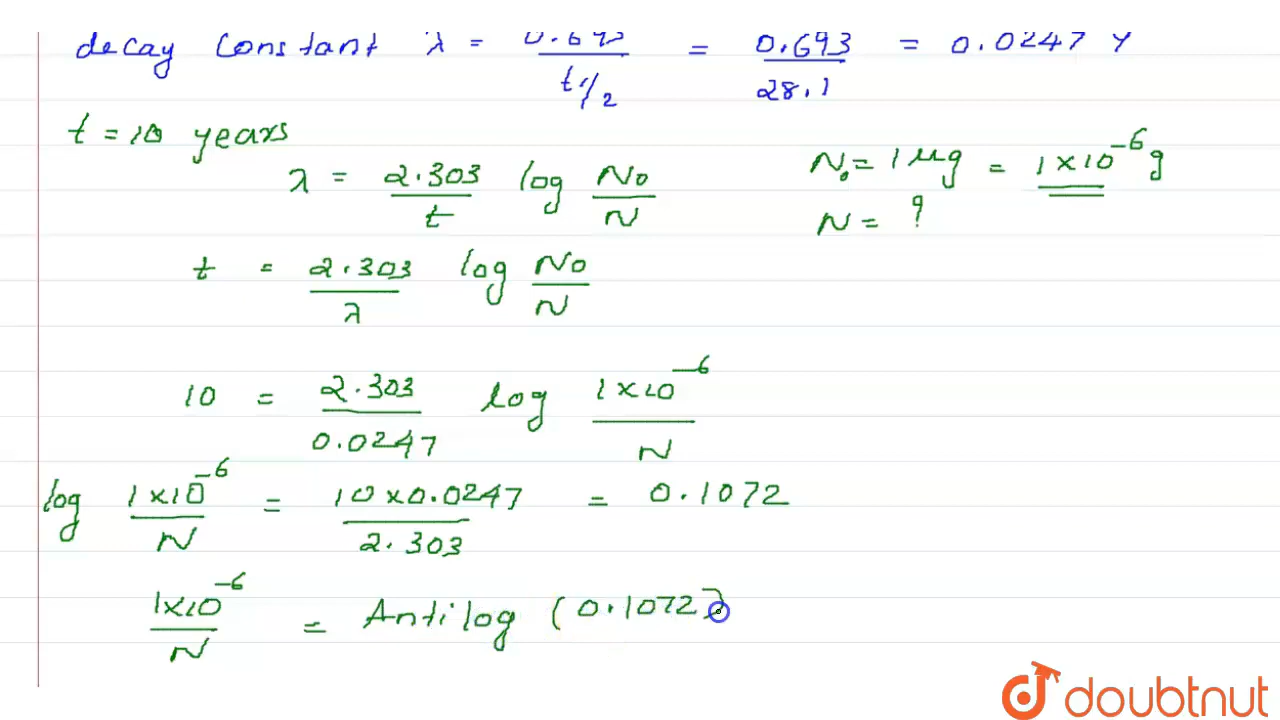 decay constant λ = 0.693 / t1/2 = 0.693 / 28.1 = 0.0247 Y
t = 10 years
λ = 2.303 / t log N₀ / N
N₀ = 1 μg = 1 × 10⁻⁶ g
N = ?
t = 2.303 / λ log N₀ / N
10 = 2.303 / 0.0247 log 1×10⁻⁶ / N
log 1×10⁻⁶ / N = 10×0.0247 / 2.303 = 0.1072
1×10⁻⁶ / N = Antilog (0.1072)
doubtnut